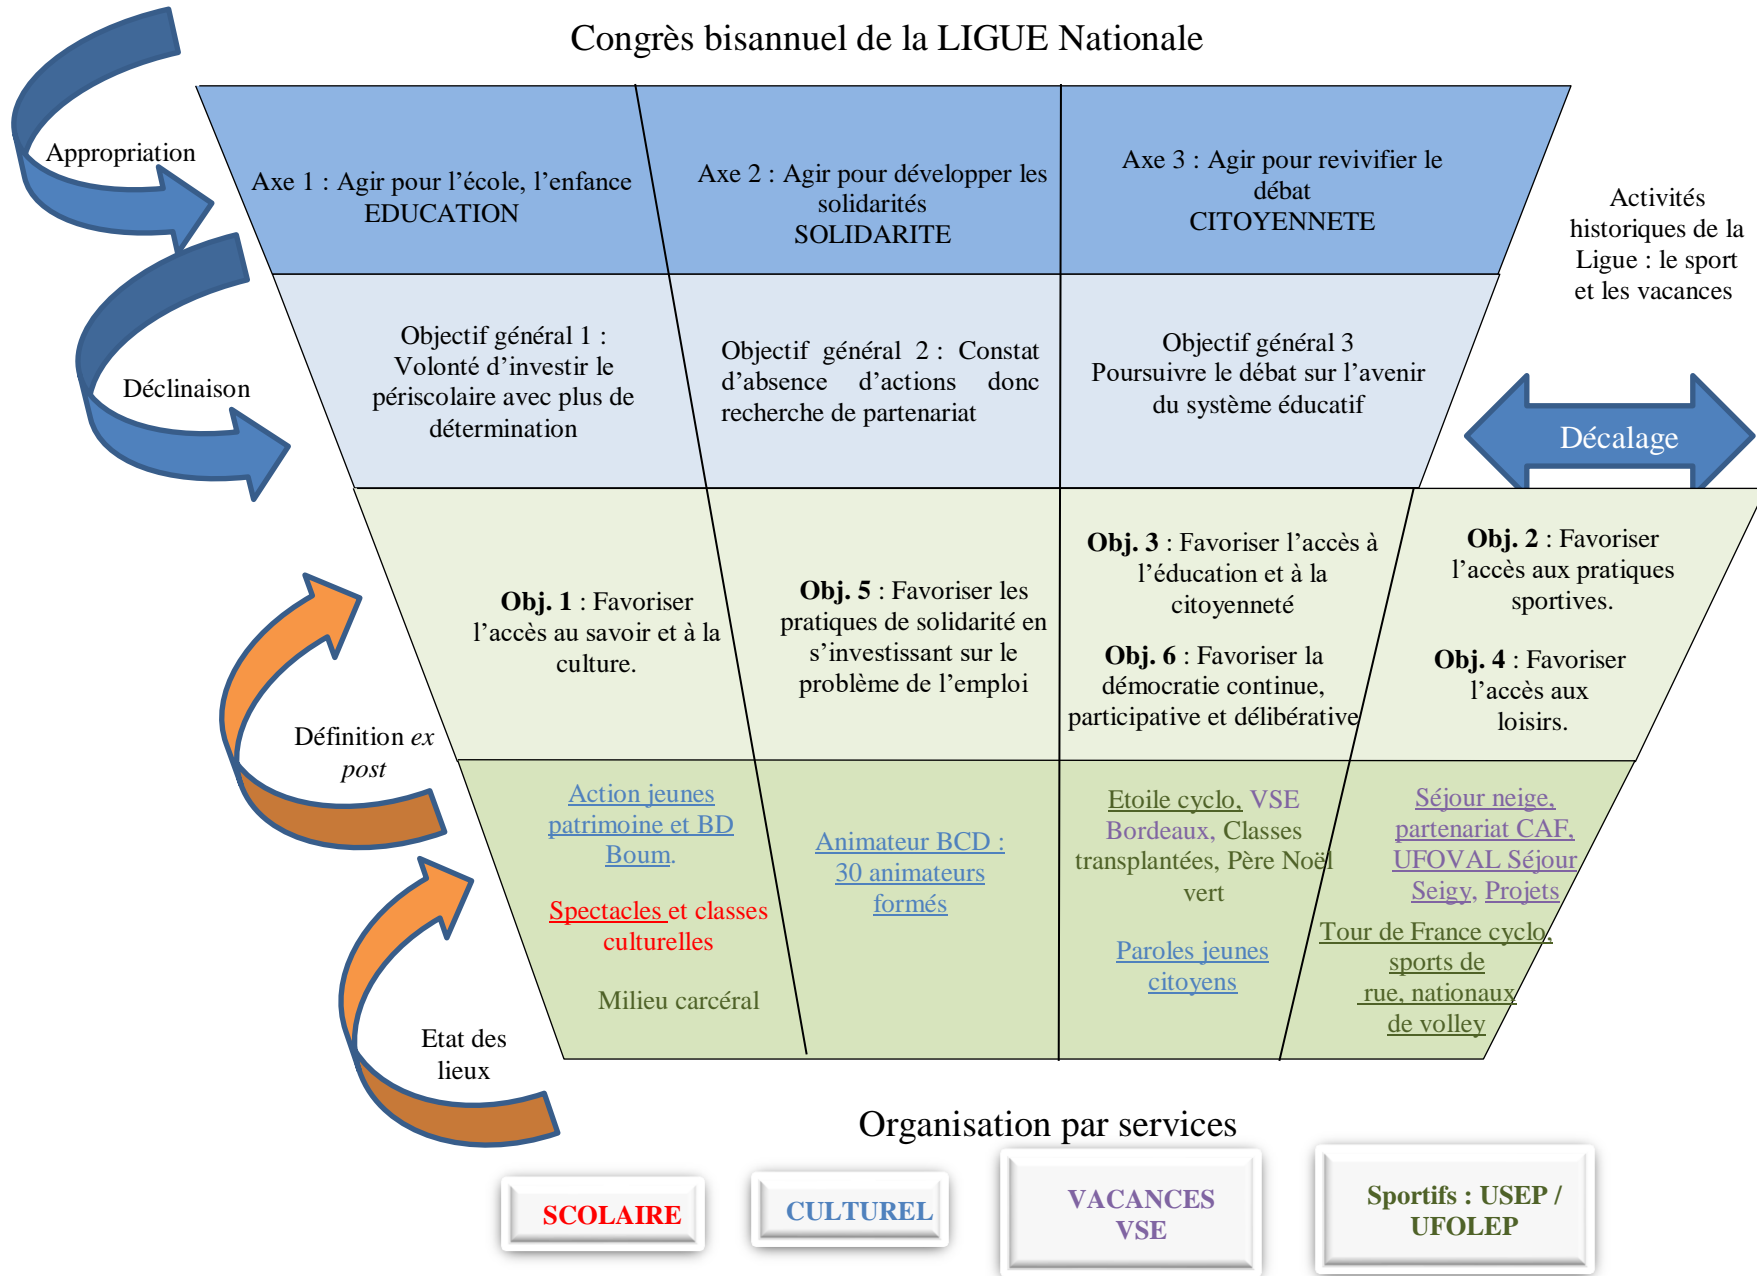 Congrès bisannuel de la LIGUE Nationale
Appropriation
Axe 1 : Agir pour l’école, l’enfance
EDUCATION
Axe 2 : Agir pour développer les
solidarités
SOLIDARITE
Axe 3 : Agir pour revivifier le
débat
CITOYENNETE
Activités
historiques de la
Ligue : le sport
et les vacances
Déclinaison
Objectif général 1 :
Volonté d’investir le
périscolaire avec plus de
détermination
Objectif général 2 : Constat
d’absence d’actions donc
recherche de partenariat
Objectif général 3
Poursuivre le débat sur l’avenir
du système éducatif
Décalage
Obj. 1 : Favoriser
l’accès au savoir et à la
culture.
Obj. 5 : Favoriser les
pratiques de solidarité en
s’investissant sur le
problème de l’emploi
Obj. 3 : Favoriser l’accès à
l’éducation et à la
citoyenneté
Obj. 6 : Favoriser la
démocratie continue,
participative et délibérative
Obj. 2 : Favoriser
l’accès aux pratiques
sportives.
Obj. 4 : Favoriser
l’accès aux
loisirs.
Définition ex
post
Action jeunes
patrimoine et BD
Boum.
Spectacles et classes
culturelles
Milieu carcéral
Animateur BCD :
30 animateurs
formés
Etoile cyclo, VSE
Bordeaux, Classes
transplantées, Père Noël
vert
Paroles jeunes
citoyens
Séjour neige,
partenariat CAF,
UFOVAL Séjour
Seigy, Projets
Tour de France cyclo,
sports de
rue, nationaux
de volley
Etat des
lieux
Organisation par services
SCOLAIRE
CULTUREL
VACANCES
VSE
Sportifs : USEP /
UFOLEP